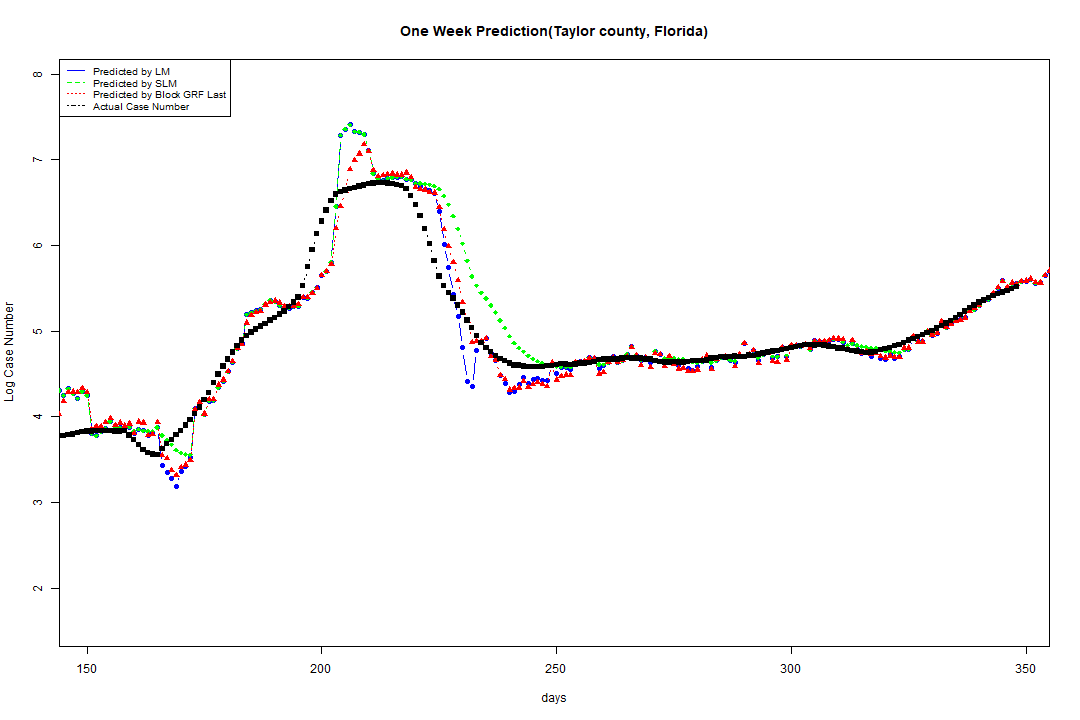 One Week Prediction(Taylor county, Florida)
Predicted by LM
Predicted by SLM
Predicted by Block GRF Last
Actual Case Number
8
7
6
5
4
3
2
Log Case Number
150 200 250 300 350
days